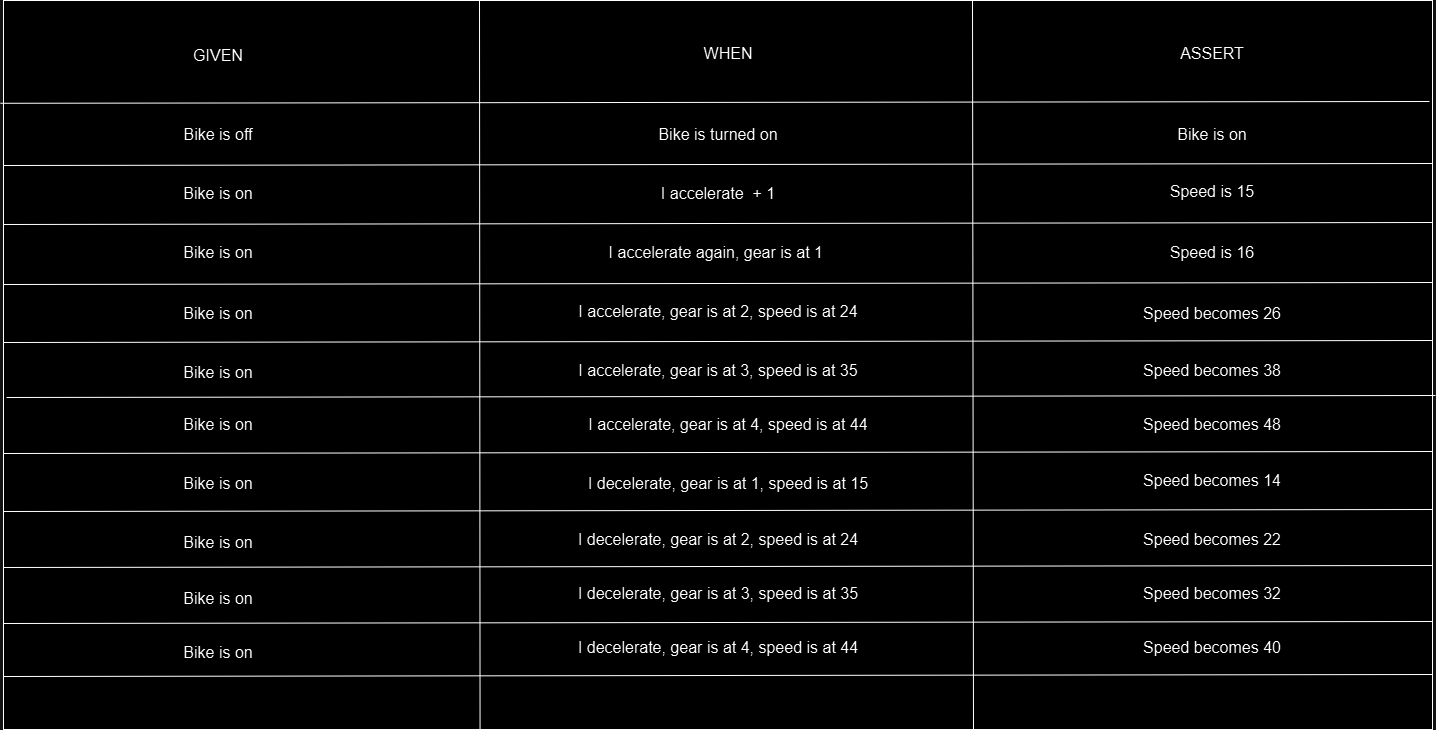 GIVEN WHEN ASSERT
Bike is off Bike is turned on Bike is on
Bike is on I accelerate + 1 Speed is 15
Bike is on I accelerate again, gear is at 1 Speed is 16
Bike is on I accelerate, gear is at 2, speed is at 24 Speed becomes 26
Bike is on I accelerate, gear is at 3, speed is at 35 Speed becomes 38
Bike is on I accelerate, gear is at 4, speed is at 44 Speed becomes 48
Bike is on I decelerate, gear is at 1, speed is at 15 Speed becomes 14
Bike is on I decelerate, gear is at 2, speed is at 24 Speed becomes 22
Bike is on I decelerate, gear is at 3, speed is at 35 Speed becomes 32
Bike is on I decelerate, gear is at 4, speed is at 44 Speed becomes 40